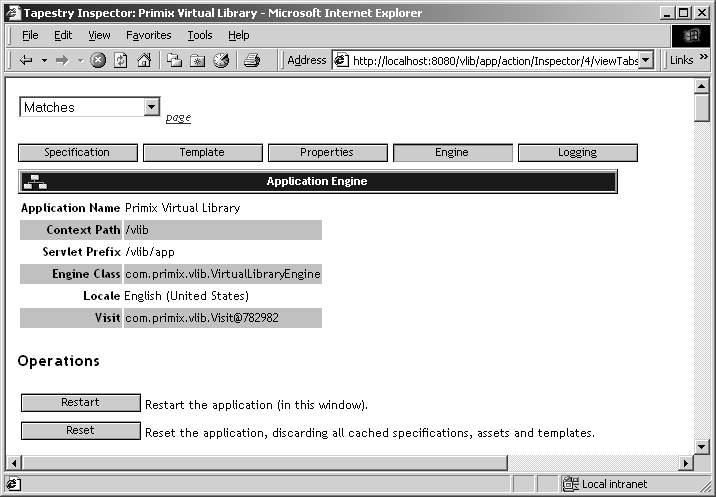 Tapestry Inspector: Primix Virtual Library - Microsoft Internet Explorer
File Edit View Favorites Tools Help
Address http://localhost:8080/vlib/app/action/Inspector/4/viewTabs Links »
Matches page
Specification Template Properties Engine Logging
Application Engine
Application Name Primix Virtual Library
Context Path /vlib
Servlet Prefix /vlib/app
Engine Class com.primix.vlib.VirtualLibraryEngine
Locale English (United States)
Visit com.primix.vlib.Visit@782982
Operations
Restart Restart the application (in this window).
Reset Reset the application, discarding all cached specifications, assets and templates.
Local intranet